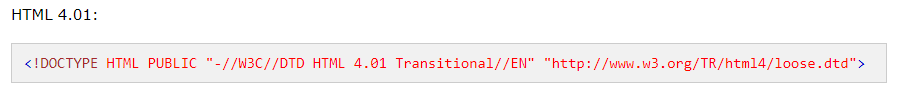 HTML 4.01:
<!DOCTYPE HTML PUBLIC "-//W3C//DTD HTML 4.01 Transitional//EN" "http://www.w3.org/TR/html4/loose.dtd">